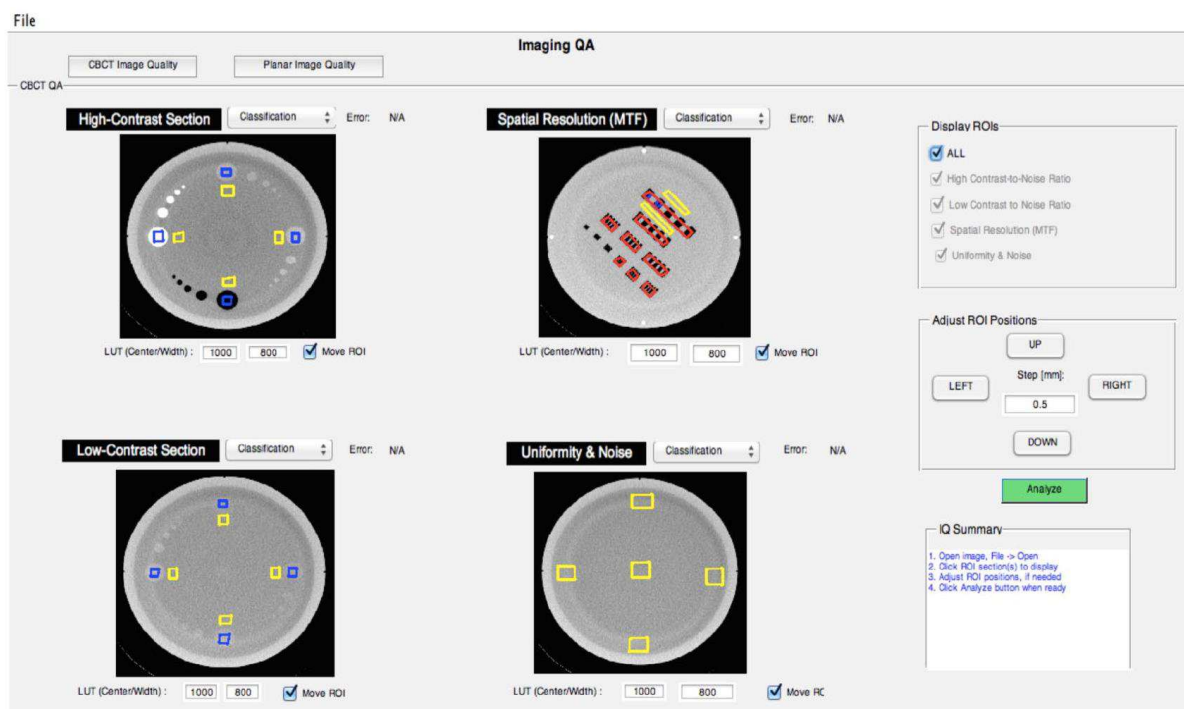 File
Imaging QA
CBCT Image Quality
Planar Image Quality
CBCT QA
High-Contrast Section
Classification
Error:
N/A
Spatial Resolution (MTF)
Classification
Error:
N/A
LUT (Center/Width) :
1000
800
Move ROI
LUT (Center/Width) :
1000
800
Move ROI
Low-Contrast Section
Classification
Error:
N/A
Uniformity & Noise
Classification
Error:
N/A
LUT (Center/Width) :
1000
800
Move ROI
LUT (Center/Width) :
1000
800
Move RC
Display ROIs
ALL
High Contrast-to-Noise Ratio
Low Contrast to Noise Ratio
Spatial Resolution (MTF)
Uniformity & Noise
Adjust ROI Positions
UP
LEFT
Step [mm]:
RIGHT
0.5
DOWN
Analyze
IQ Summary
1. Open image, File -> Open
2. Click ROI section(s) to display
3. Adjust ROI positions, if needed
4. Click Analyze button when ready